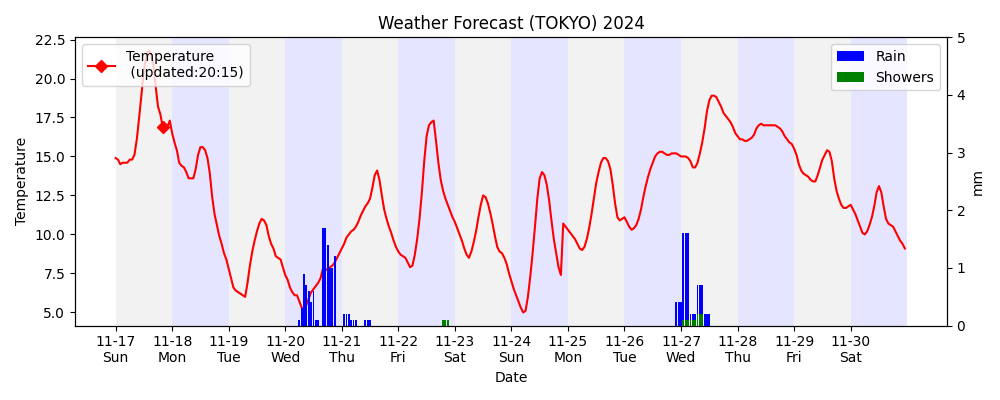 Weather Forecast (TOKYO) 2024
Temperature
(updated:20:15)
Rain
Showers
22.5
20.0
17.5
15.0
12.5
10.0
7.5
5.0
Temperature
5
4
3
2
1
0
mm
11-17 11-18 11-19 11-20 11-21 11-22 11-23 11-24 11-25 11-26 11-27 11-28 11-29 11-30
Sun Mon Tue Wed Thu Fri Sat Sun Mon Tue Wed Thu Fri Sat
Date